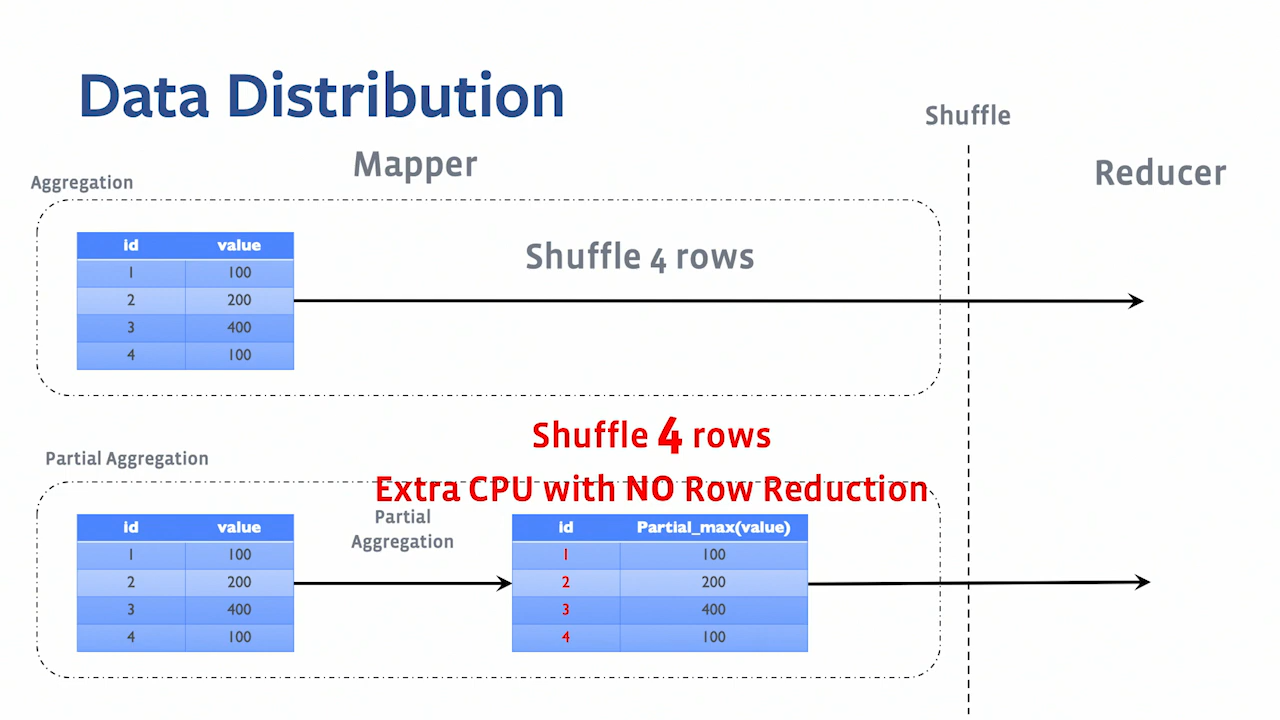 Data Distribution
Shuffle
Mapper
Reducer
Aggregation
id value
1 100
2 200
3 400
4 100
Shuffle 4 rows
Shuffle 4 rows
Partial Aggregation
Extra CPU with NO Row Reduction
id value
1 100
2 200
3 400
4 100
Partial
Aggregation
id Partial_max(value)
1 100
2 200
3 400
4 100